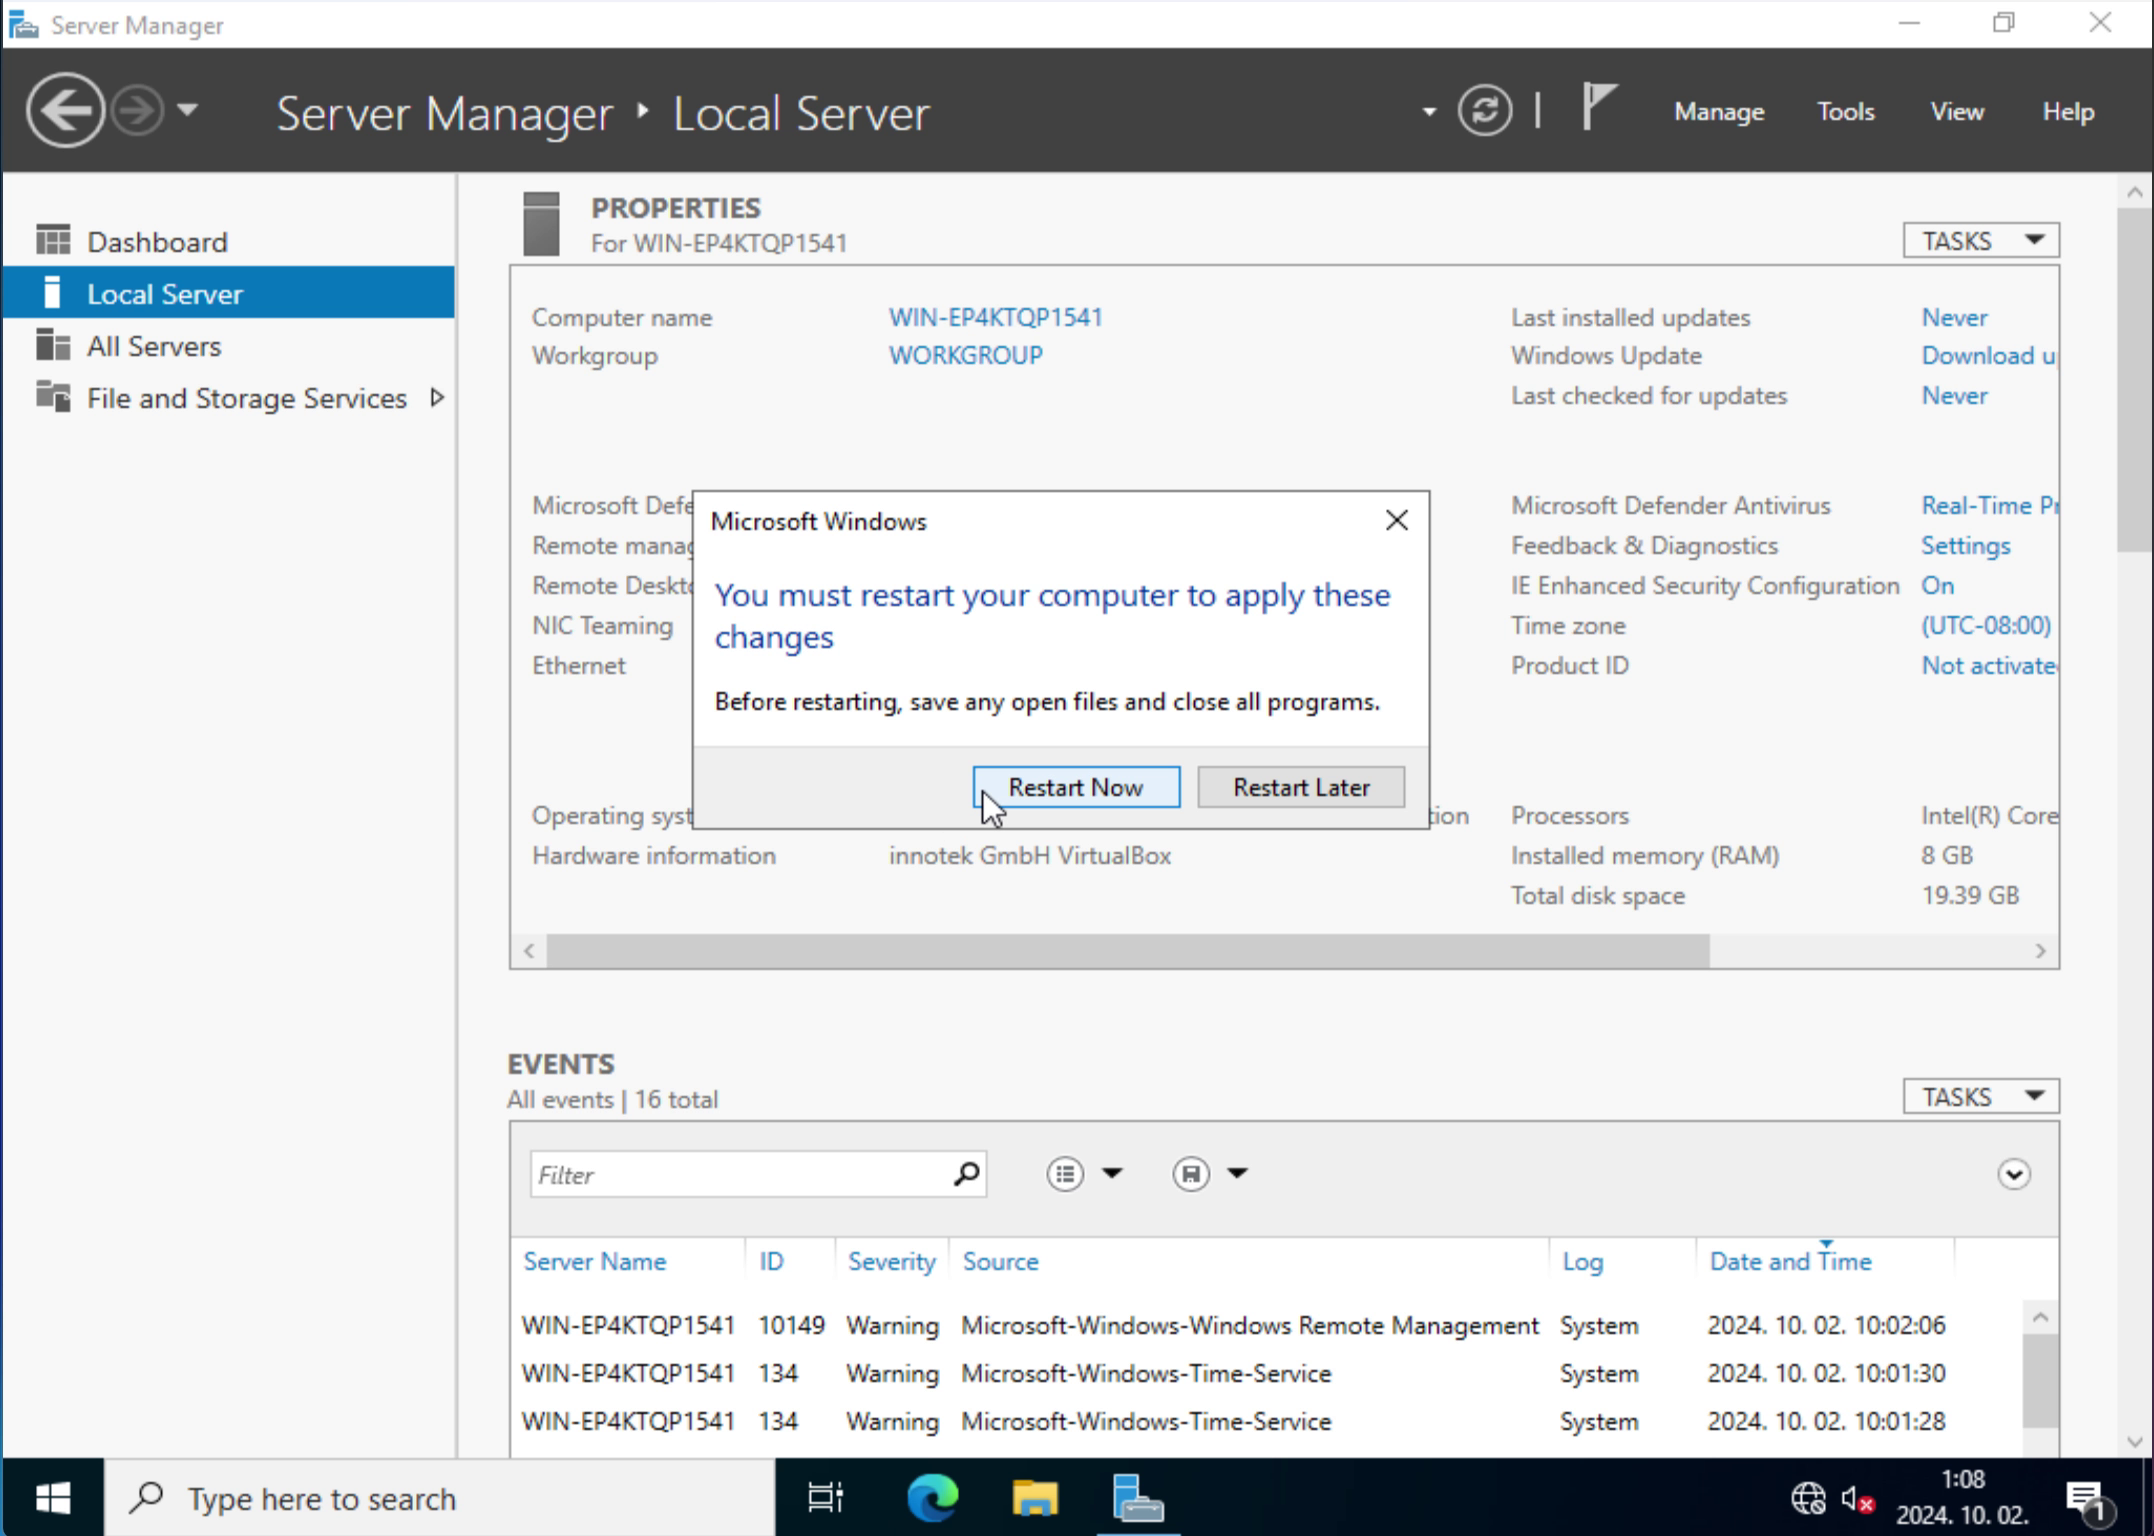 Server Manager
Server Manager ‣ Local Server
Manage Tools View Help
Dashboard
Local Server
All Servers
File and Storage Services
PROPERTIES
For WIN-EP4KTQP1541
TASKS
Computer name WIN-EP4KTQP1541 Last installed updates Never
Workgroup WORKGROUP Windows Update Download u
Last checked for updates Never
Microsoft Defe Microsoft Defender Antivirus Real-Time Pr
Remote manag Feedback & Diagnostics Settings
Remote Deskto IE Enhanced Security Configuration On
NIC Teaming Time zone (UTC-08:00)
Ethernet Product ID Not activate
Microsoft Windows
You must restart your computer to apply these
changes
Before restarting, save any open files and close all programs.
Restart Now Restart Later
Operating syst tion Processors Intel(R) Core
Hardware information innotek GmbH VirtualBox Installed memory (RAM) 8 GB
Total disk space 19.39 GB
EVENTS
All events | 16 total
TASKS
Filter
Server Name ID Severity Source Log Date and Time
WIN-EP4KTQP1541 10149 Warning Microsoft-Windows-Windows Remote Management System 2024. 10. 02. 10:02:06
WIN-EP4KTQP1541 134 Warning Microsoft-Windows-Time-Service System 2024. 10. 02. 10:01:30
WIN-EP4KTQP1541 134 Warning Microsoft-Windows-Time-Service System 2024. 10. 02. 10:01:28
Type here to search
1:08
2024. 10. 02.
1